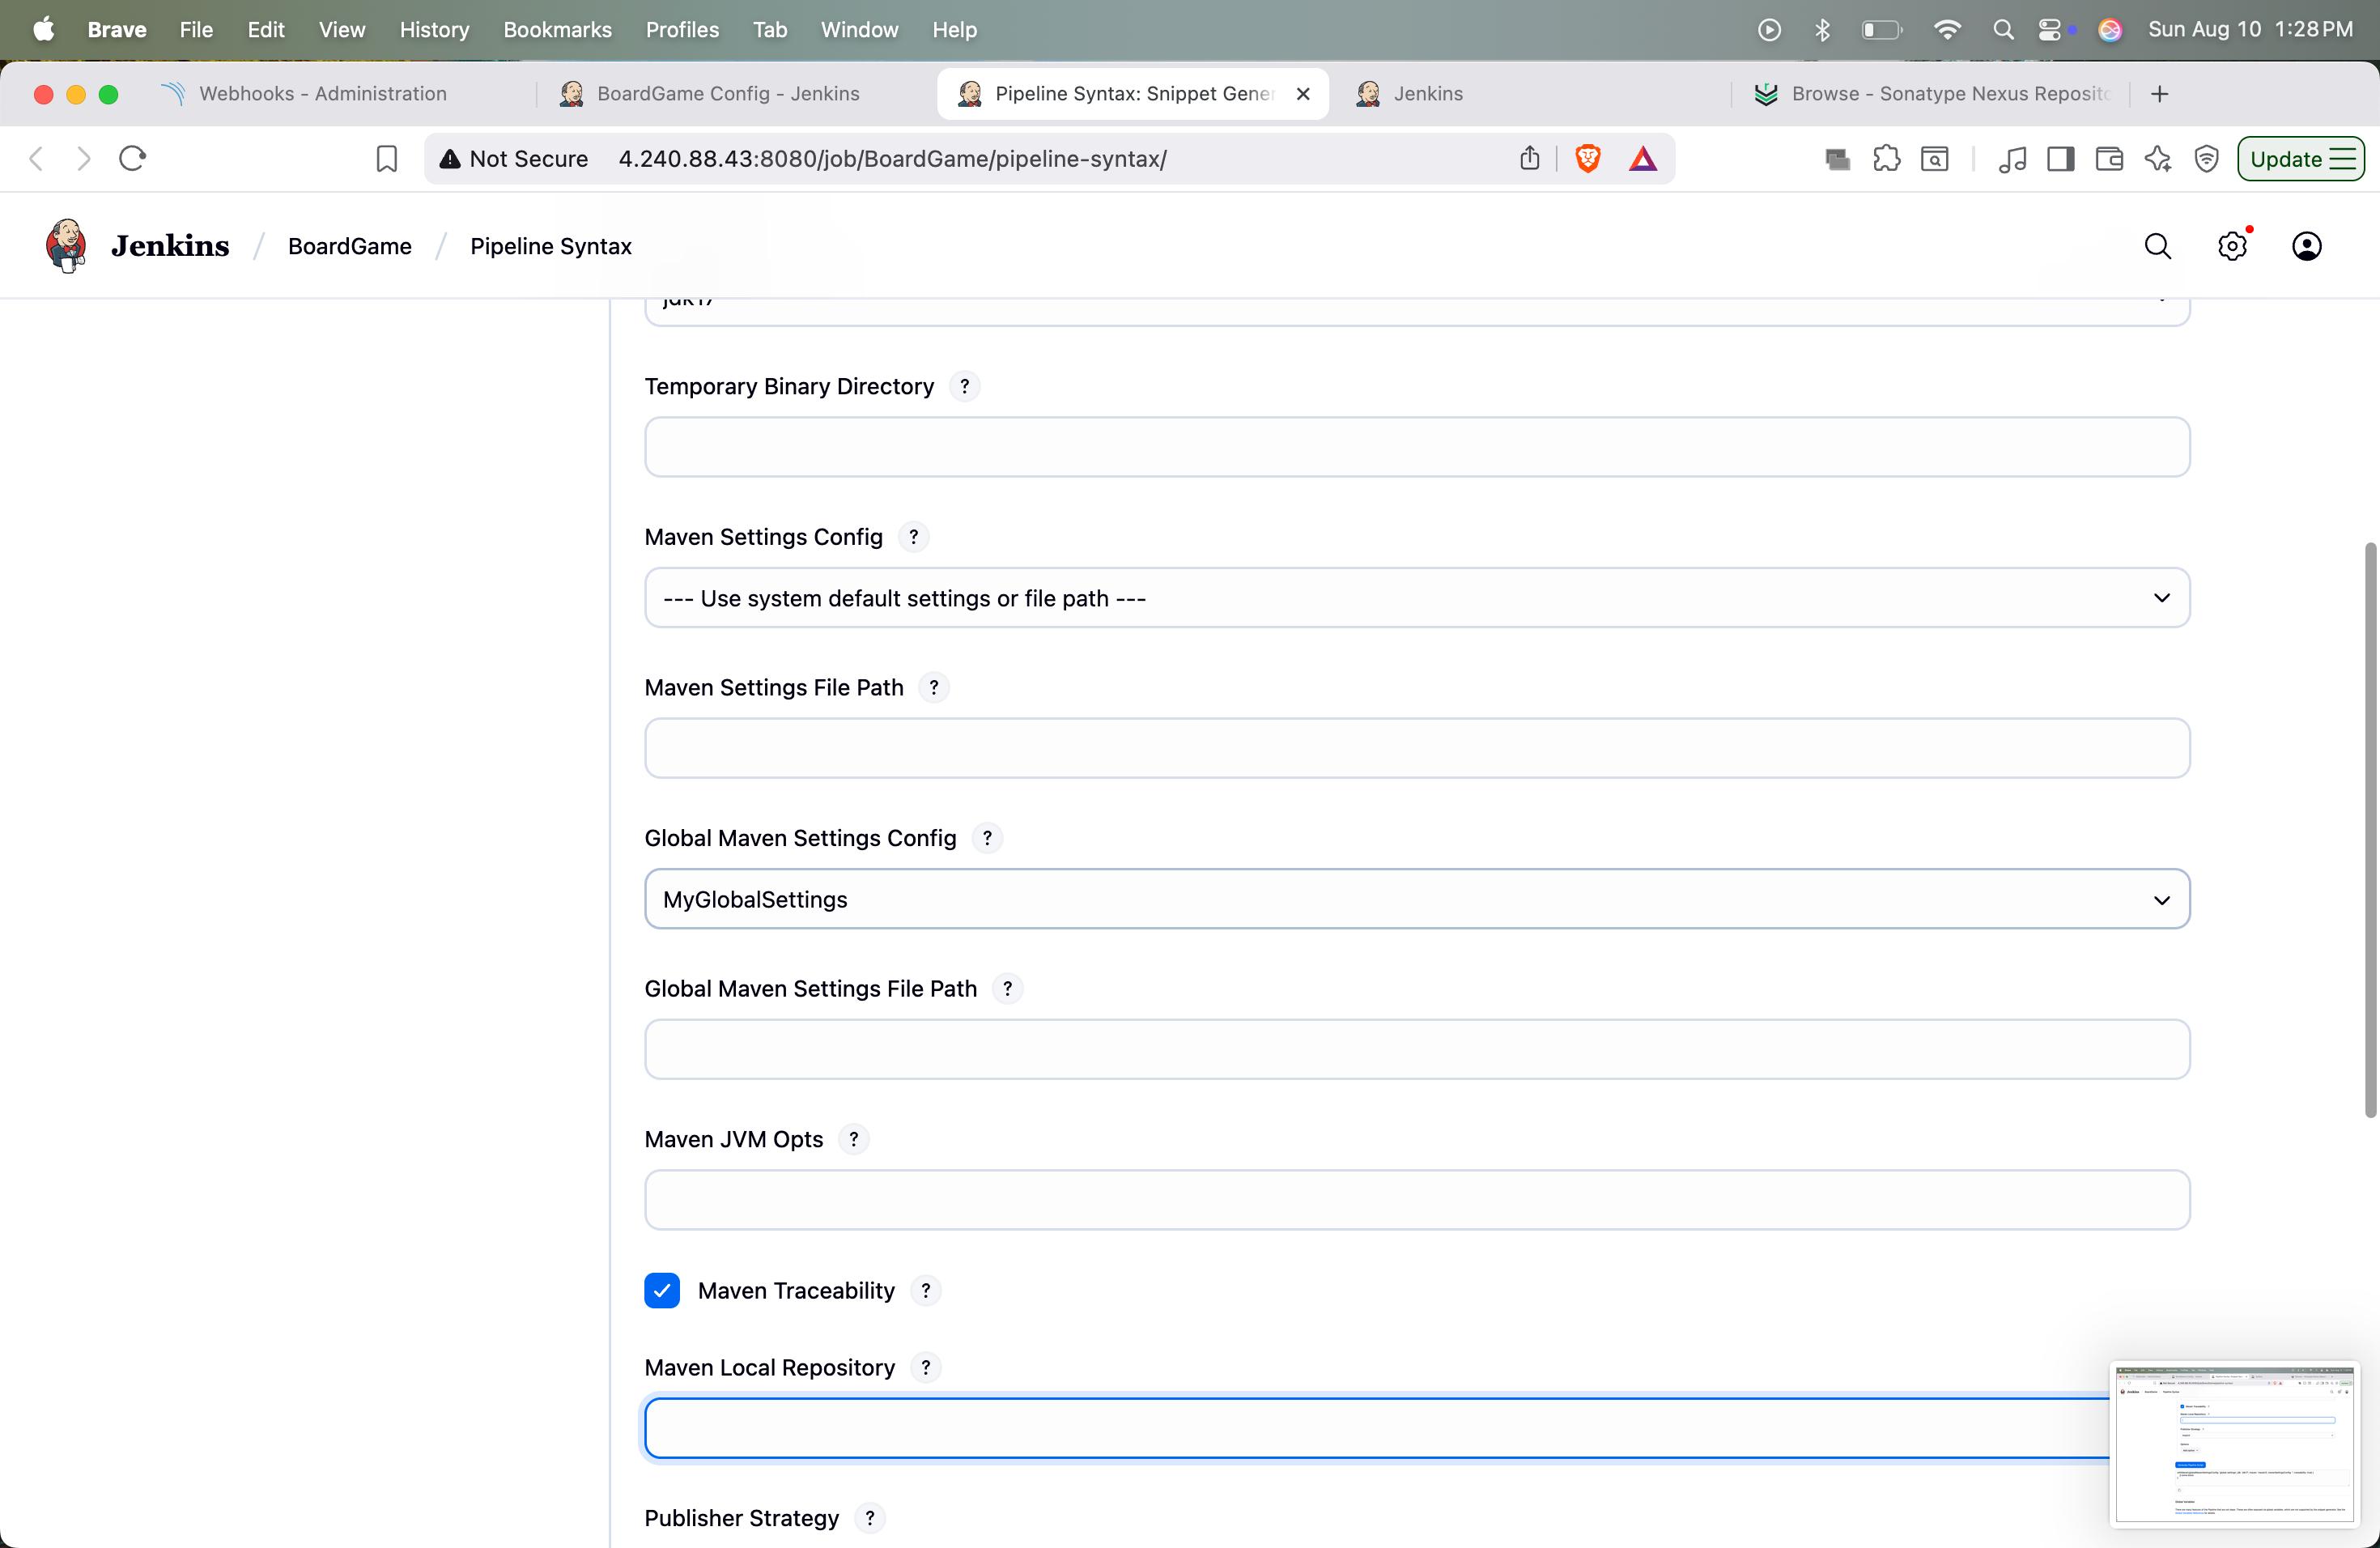 Brave File Edit View History Bookmarks Profiles Tab Window Help Sun Aug 10 1:28 PM
Webhooks - Administration BoardGame Config - Jenkins Pipeline Syntax: Snippet Gener Jenkins Browse - Sonatype Nexus Reposito
Not Secure 4.240.88.43:8080/job/BoardGame/pipeline-syntax/ Update
Jenkins / BoardGame / Pipeline Syntax
jdk17
Temporary Binary Directory ?
Maven Settings Config ?
--- Use system default settings or file path ---
Maven Settings File Path ?
Global Maven Settings Config ?
MyGlobalSettings
Global Maven Settings File Path ?
Maven JVM Opts ?
Maven Traceability ?
Maven Local Repository ?
Publisher Strategy ?